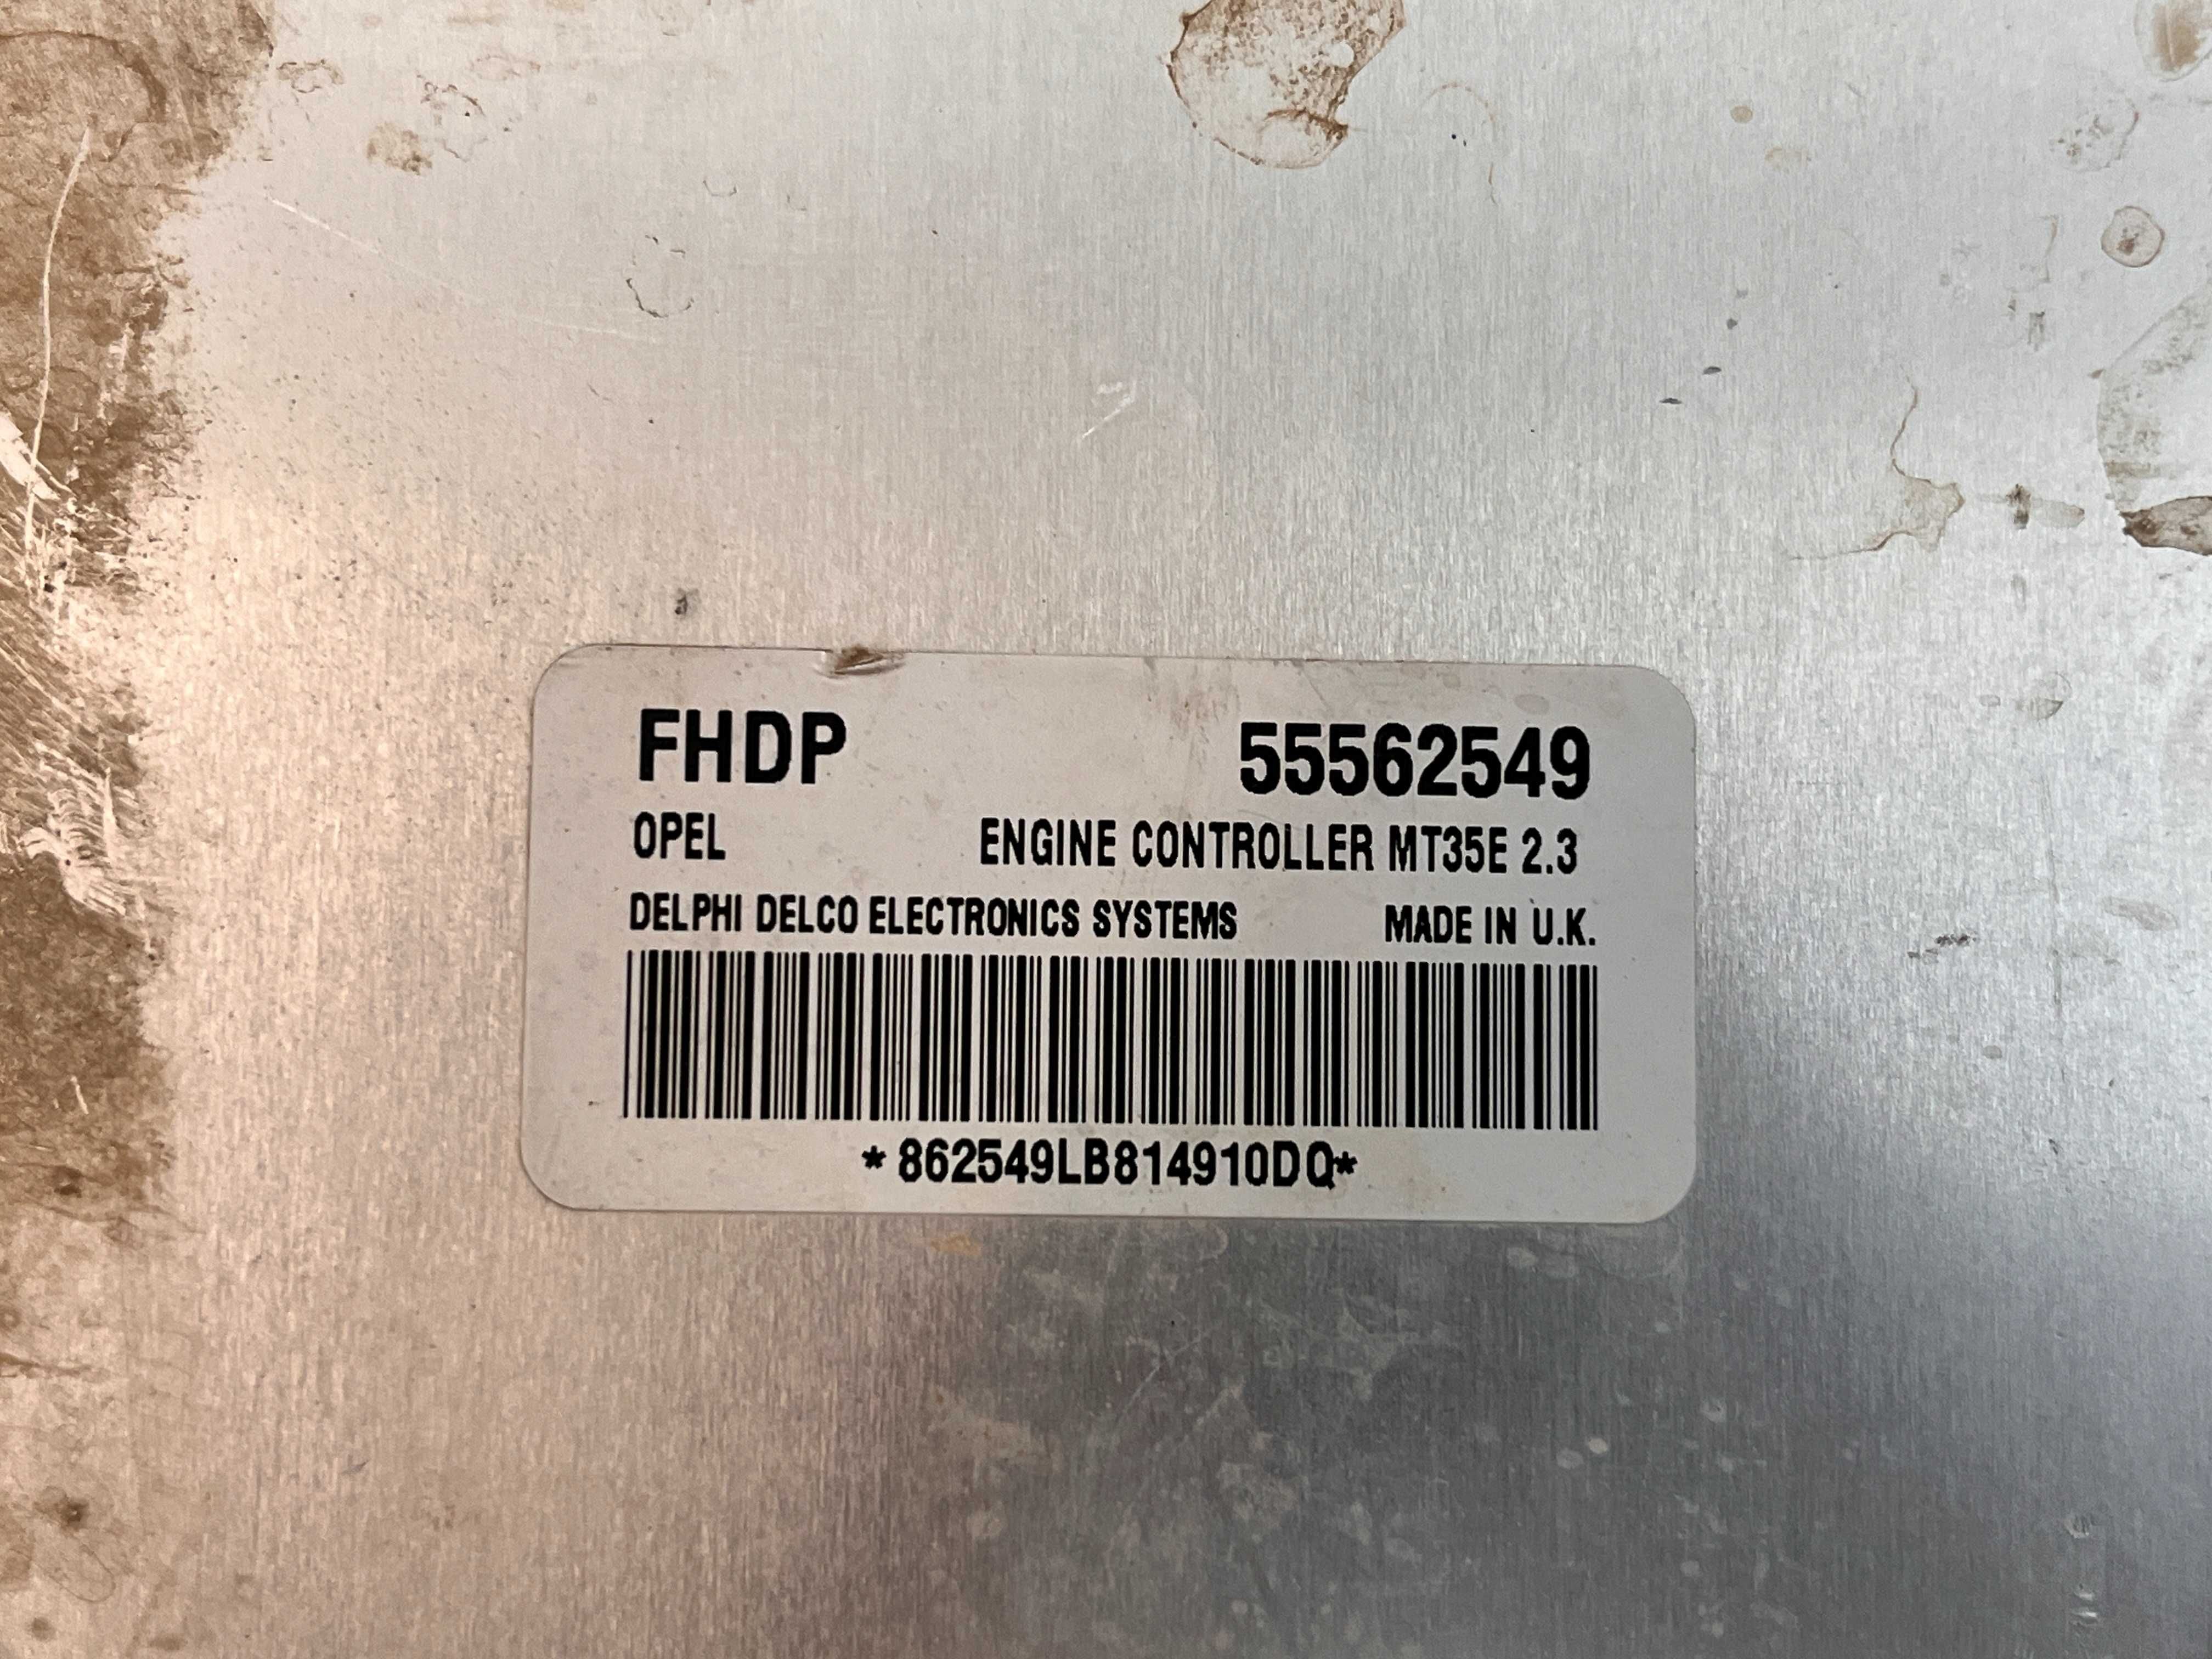 FHDP 55562549
OPEL ENGINE CONTROLLER MT35E 2.3
DELPHI DELCO ELECTRONICS SYSTEMS MADE IN U.K.
*862549LB814910DQ*